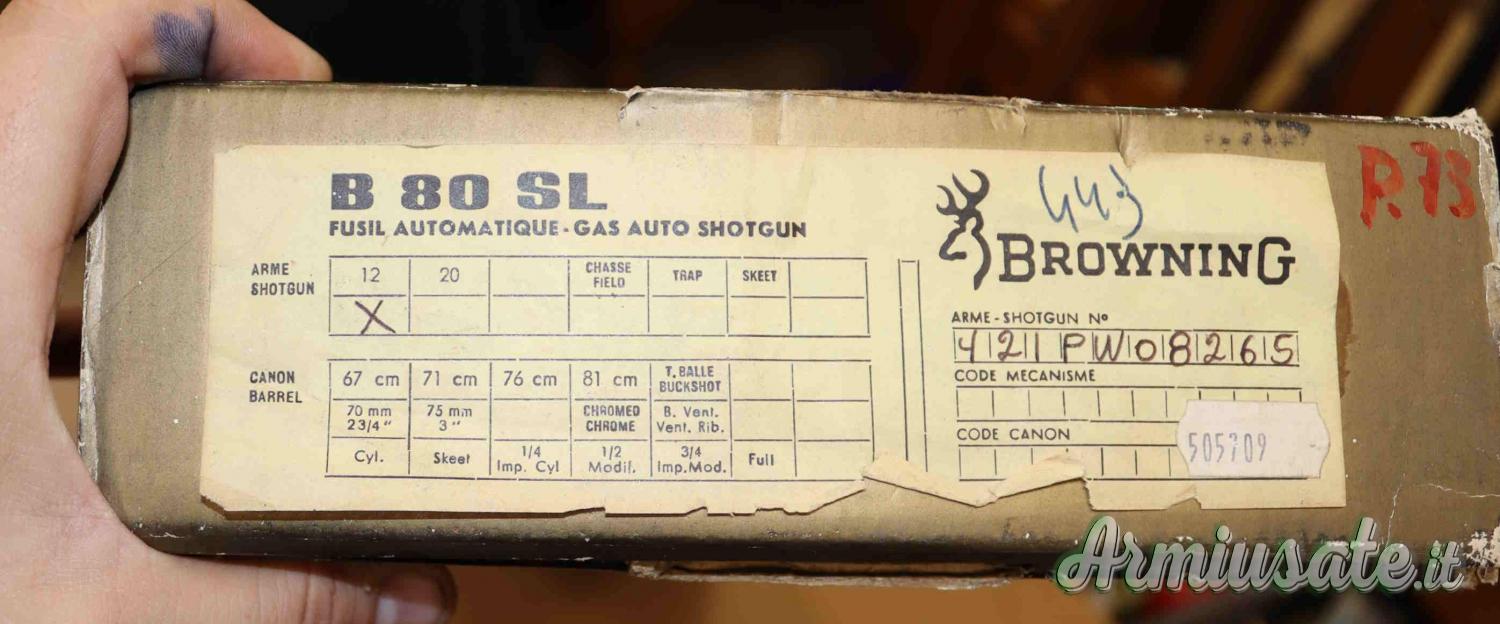 B 80 SL
FUSIL AUTOMATIQUE - GAS AUTO SHOTGUN
ARME
SHOTGUN
12
20
CHASSE
FIELD
TRAP
SKEET
X
CANON
BARREL
67 cm
71 cm
76 cm
81 cm
T. BALLE
BUCKSHOT
70 mm
2 3/4"
75 mm
3"
CHROMED
CHROME
B. Vent.
Vent. Rib.
Cyl.
Skeet
1/4
Imp. Cyl
1/2
Modif.
3/4
Imp.Mod.
Full
443
BROWNING
ARME - SHOTGUN Nº
421PW08265
CODE MECANISME
CODE CANON
505709
P.73
Armiusate.it